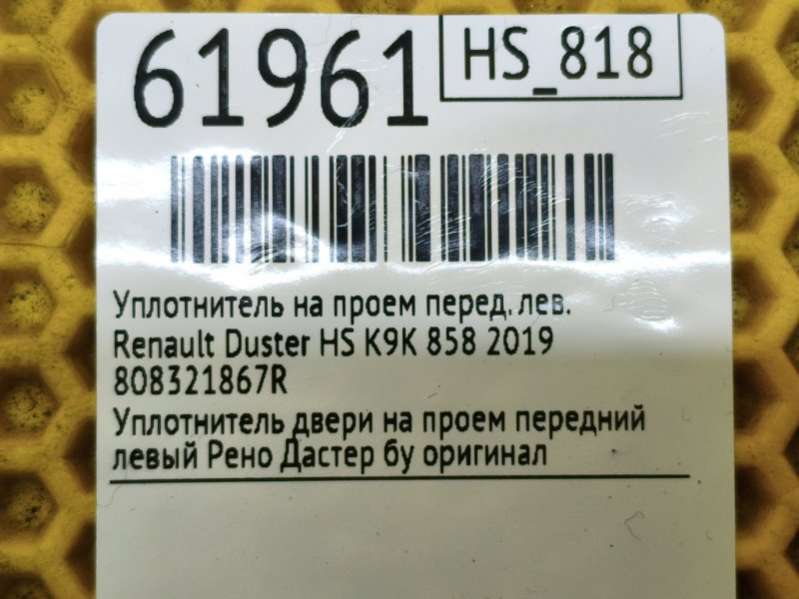 61961
HS_818
Уплотнитель на проем перед. лев.
Renault Duster HS K9K 858 2019
808321867R
Уплотнитель двери на проем передний
левый Рено Дастер бу оригинал